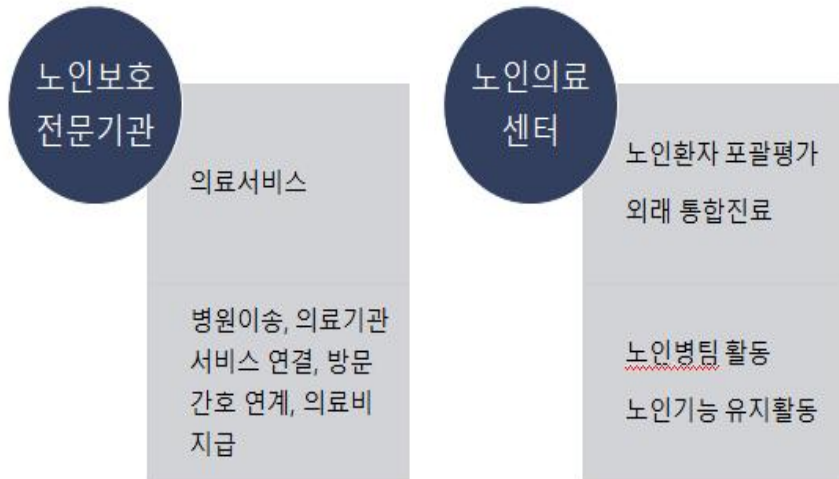 노인보호
전문기관
의료서비스
병원이송, 의료기관
서비스 연결, 방문
간호 연계, 의료비
지급
노인의료
센터
노인환자 포괄평가
외래 통합진료
노인병팀 활동
노인기능 유지활동